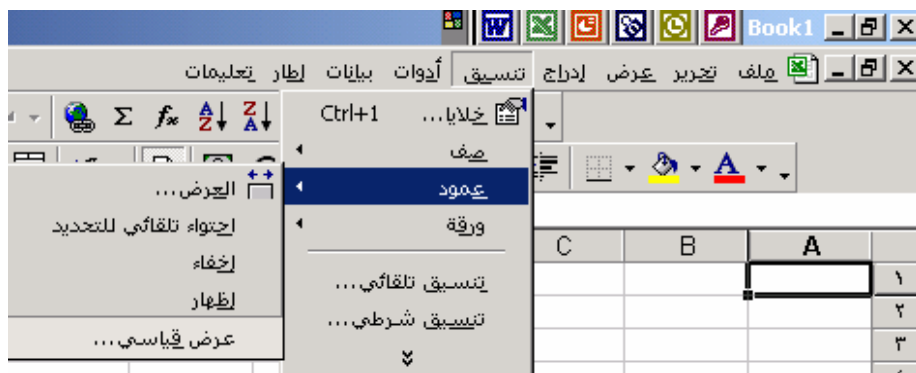 Book1
ملف تحرير عرض إدراج تنسيق أدوات بيانات إطار تعليمات
خلايا... Ctrl+1
صف
عمود
ورقة
تنسيق تلقائي...
تنسيق شرطي...
العرض...
احتواء تلقائي للتحديد
إخفاء
إظهار
عرض قياسي...
A B C
١
٢
٣